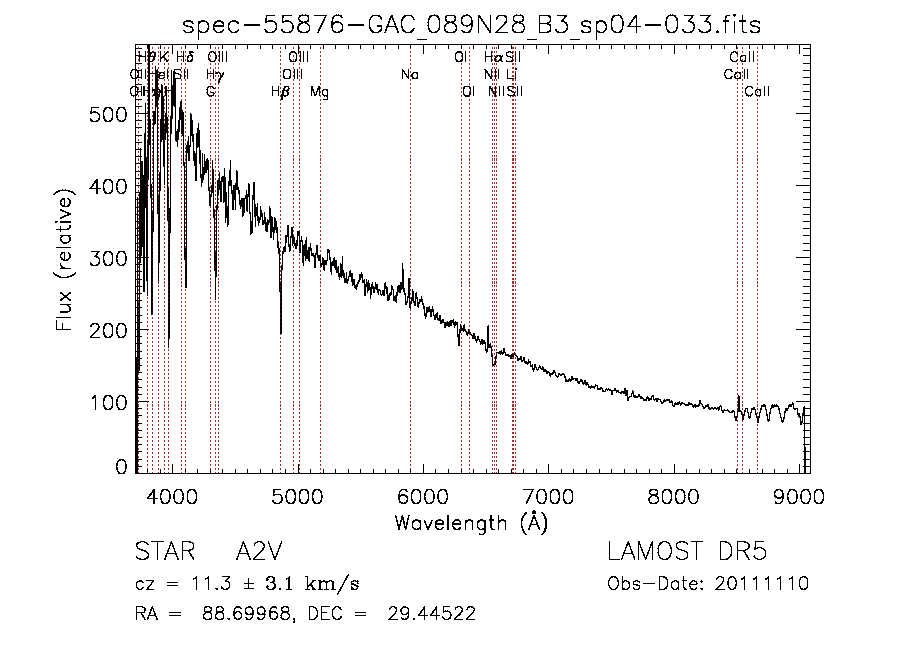 spec-55876-GAC_089N28_B3_sp04-033.fits
Hδ OIII OIII OI Hα SII CaII
Hγ OIII Na NII Li CaII
G Hβ Mg OI NII SII CaII
500
400
300
200
100
0
Flux (relative)
4000 5000 6000 7000 8000 9000
Wavelength (Å)
STAR A2V LAMOST DR5
cz = 11.3 ± 3.1 km/s Obs-Date: 20111110
RA = 88.69968, DEC = 29.44522